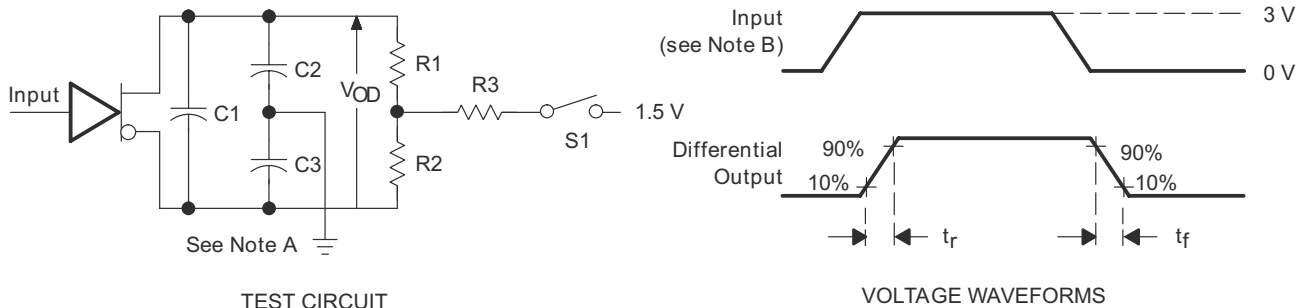 Input
C1
C2
C3
VOD
R1
R2
R3
S1
1.5 V
See Note A
TEST CIRCUIT
Input
(see Note B)
3 V
0 V
Differential
Output
90%
10%
90%
10%
tr
tf
VOLTAGE WAVEFORMS